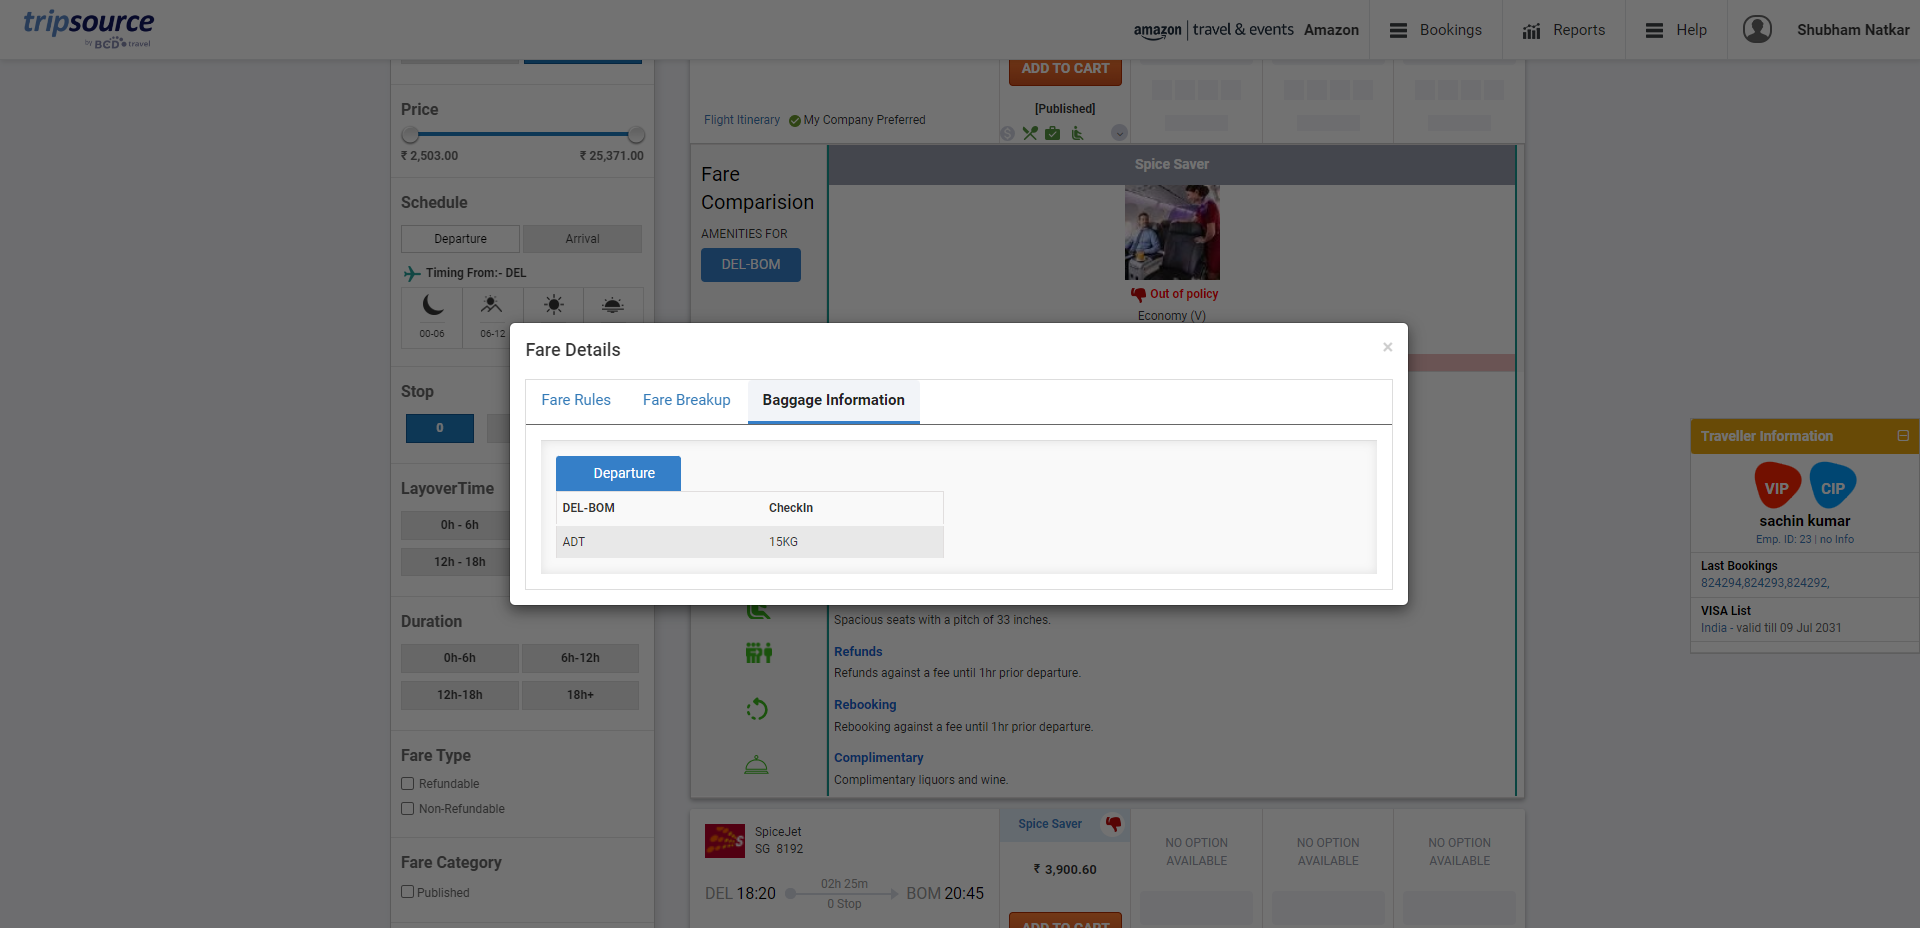 tripsource
by BCD travel
amazon | travel & events Amazon
Bookings
Reports
Help
Shubham Natkar
Price
₹ 2,503.00
₹ 25,371.00
Schedule
Departure
Arrival
Timing From:- DEL
00-06
06-12
Stop
0
LayoverTime
0h - 6h
12h - 18h
Duration
0h-6h
6h-12h
12h-18h
18h+
Fare Type
Refundable
Non-Refundable
Fare Category
Published
ADD TO CART
[Published]
Flight Itinerary
My Company Preferred
Fare
Comparision
AMENITIES FOR
DEL-BOM
Spice Saver
Out of policy
Economy (V)
Fare Details
×
Fare Rules
Fare Breakup
Baggage Information
Departure
DEL-BOM
CheckIn
ADT
15KG
Spacious seats with a pitch of 33 inches.
Refunds
Refunds against a fee until 1hr prior departure.
Rebooking
Rebooking against a fee until 1hr prior departure.
Complimentary
Complimentary liquors and wine.
SpiceJet
SG 8192
DEL 18:20
02h 25m
0 Stop
BOM 20:45
Spice Saver
₹ 3,900.60
ADD TO CART
NO OPTION
AVAILABLE
NO OPTION
AVAILABLE
NO OPTION
AVAILABLE
Traveller Information
VIP
CIP
sachin kumar
Emp. ID: 23 | no Info
Last Bookings
824294,824293,824292,
VISA List
India - valid till 09 Jul 2031